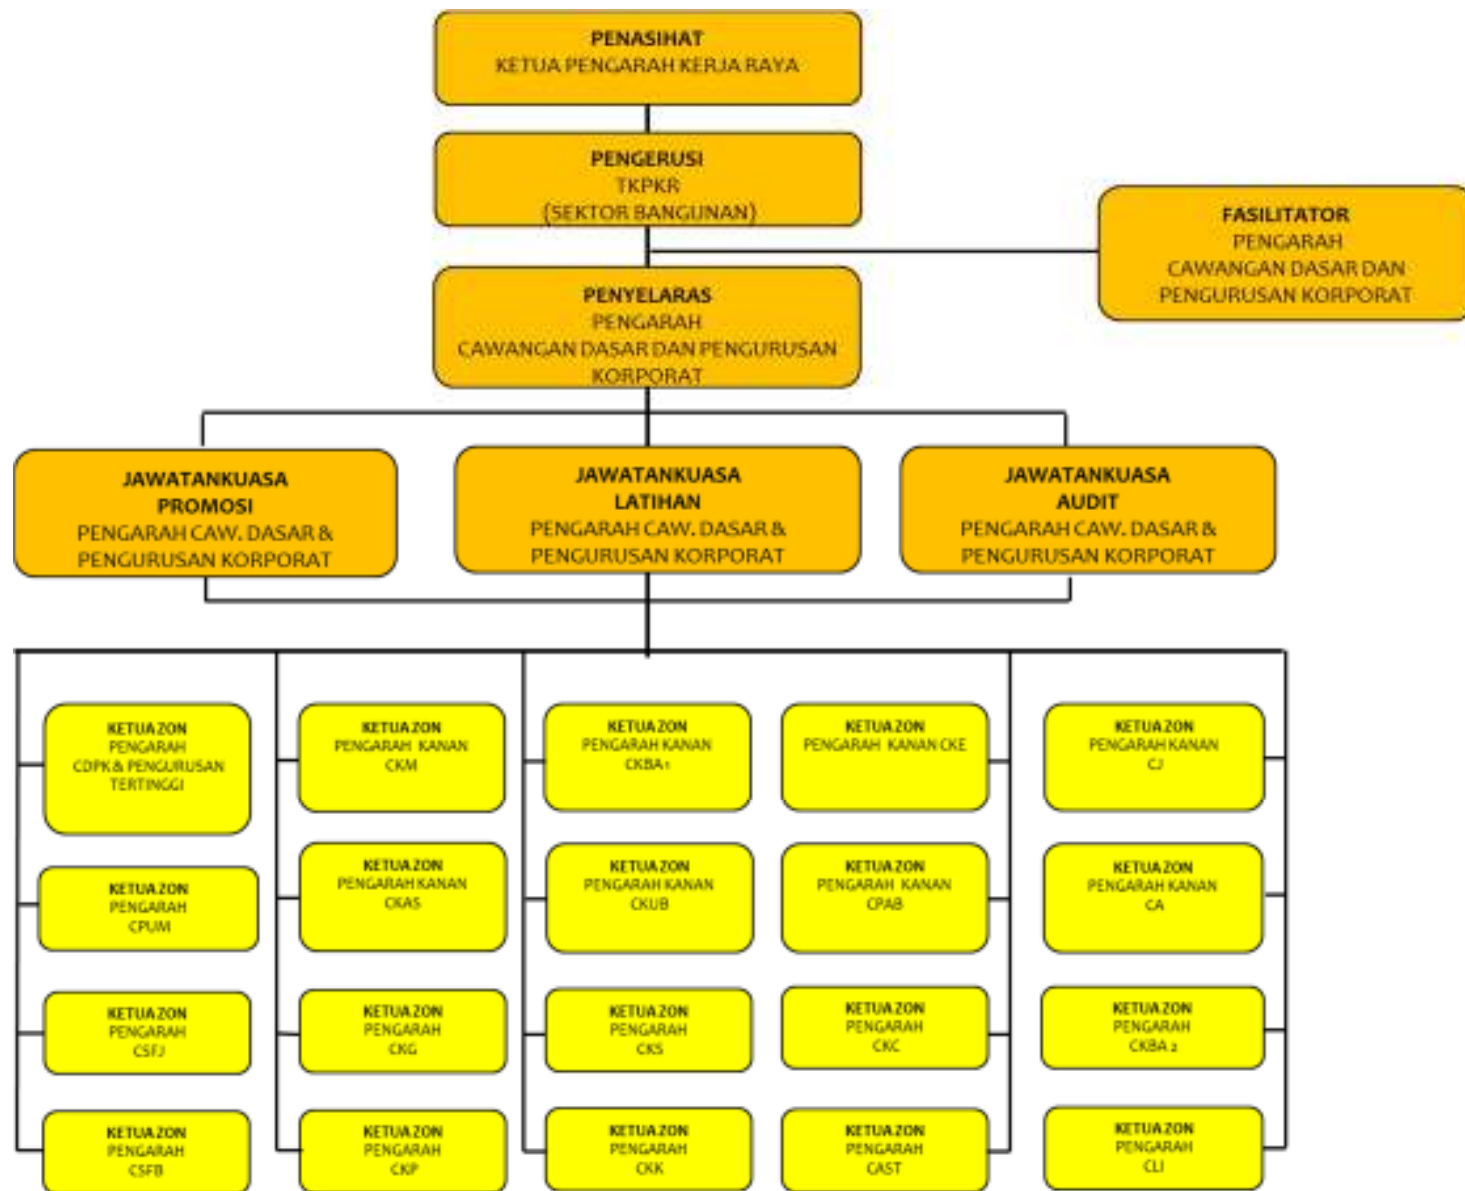 PENASIHAT
KETUA PENGARAH KERJA RAYA
PENGERUSI
TKPKR
(SEKTOR BANGUNAN)
FASILITATOR
PENGARAH
CAWANGAN DASAR DAN
PENGURUSAN KORPORAT
PENYELARAS
PENGARAH
CAWANGAN DASAR DAN PENGURUSAN
KORPORAT
JAWATANKUASA
PROMOSI
PENGARAH CAW. DASAR &
PENGURUSAN KORPORAT
JAWATANKUASA
LATIHAN
PENGARAH CAW. DASAR &
PENGURUSAN KORPORAT
JAWATANKUASA
AUDIT
PENGARAH CAW. DASAR &
PENGURUSAN KORPORAT
KETUA ZON
PENGARAH
CDPK & PENGURUSAN
TERTINGGI
KETUA ZON
PENGARAH KANAN
CKM
KETUA ZON
PENGARAH KANAN
CKBA 1
KETUA ZON
PENGARAH KANAN CKE
KETUA ZON
PENGARAH KANAN
CJ
KETUA ZON
PENGARAH
CPUM
KETUA ZON
PENGARAH KANAN
CKAS
KETUA ZON
PENGARAH KANAN
CKUB
KETUA ZON
PENGARAH KANAN
CPAB
KETUA ZON
PENGARAH KANAN
CA
KETUA ZON
PENGARAH
CSFJ
KETUA ZON
PENGARAH
CKG
KETUA ZON
PENGARAH
CKS
KETUA ZON
PENGARAH
CKC
KETUA ZON
PENGARAH
CKBA 2
KETUA ZON
PENGARAH
CSFB
KETUA ZON
PENGARAH
CKP
KETUA ZON
PENGARAH
CKK
KETUA ZON
PENGARAH
CAST
KETUA ZON
PENGARAH
CLI